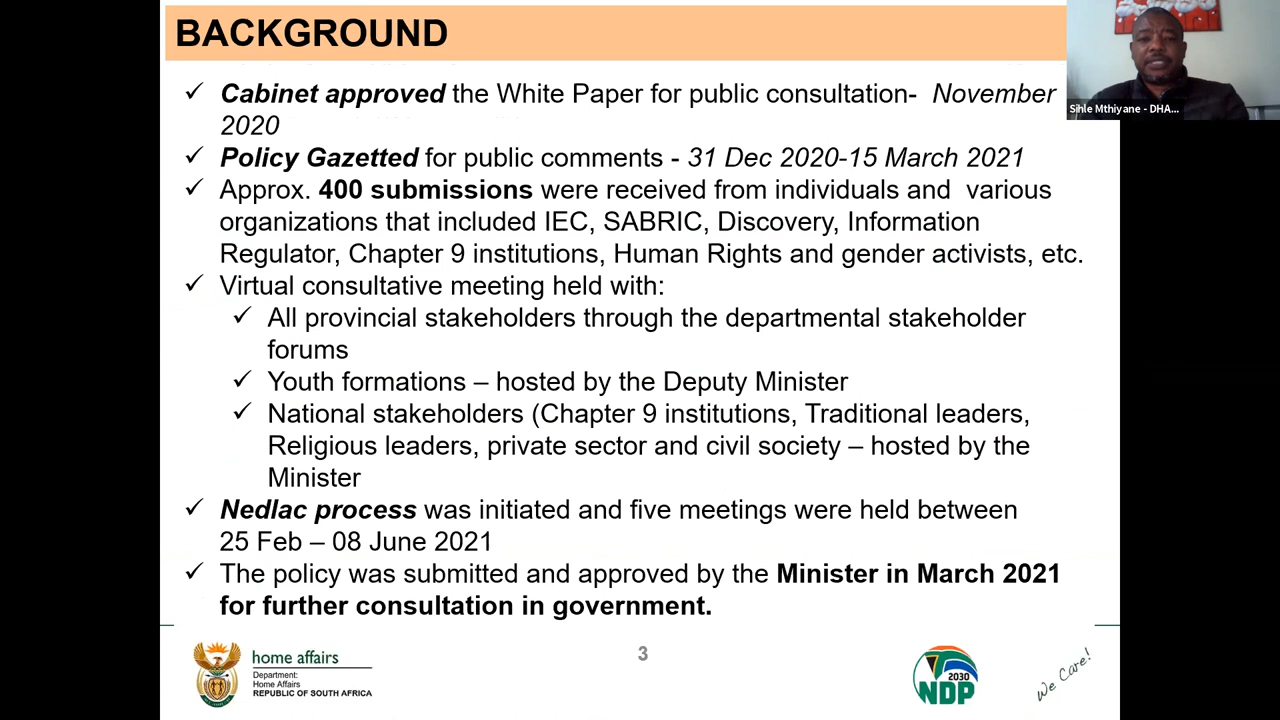 BACKGROUND
Sihle Mthiyane - DHA...
✓ Cabinet approved the White Paper for public consultation- November
2020
✓ Policy Gazetted for public comments - 31 Dec 2020-15 March 2021
✓ Approx. 400 submissions were received from individuals and various
organizations that included IEC, SABRIC, Discovery, Information
Regulator, Chapter 9 institutions, Human Rights and gender activists, etc.
✓ Virtual consultative meeting held with:
✓ All provincial stakeholders through the departmental stakeholder
forums
✓ Youth formations – hosted by the Deputy Minister
✓ National stakeholders (Chapter 9 institutions, Traditional leaders,
Religious leaders, private sector and civil society – hosted by the
Minister
✓ Nedlac process was initiated and five meetings were held between
25 Feb – 08 June 2021
✓ The policy was submitted and approved by the Minister in March 2021
for further consultation in government.
home affairs
Department:
Home Affairs
REPUBLIC OF SOUTH AFRICA
3
2030
NDP
We Care!